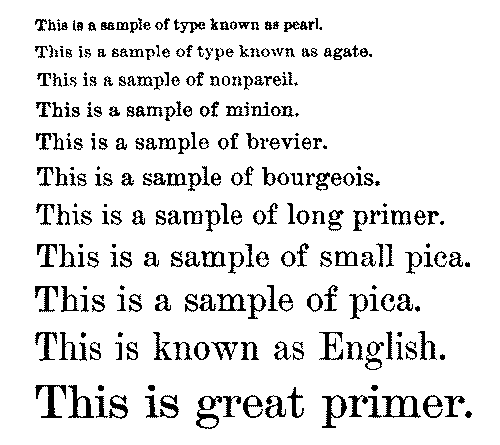 This is a sample of type known as pearl.
This is a sample of type known as agate.
This is a sample of nonpareil.
This is a sample of minion.
This is a sample of brevier.
This is a sample of bourgeois.
This is a sample of long primer.
This is a sample of small pica.
This is a sample of pica.
This is known as English.
This is great primer.